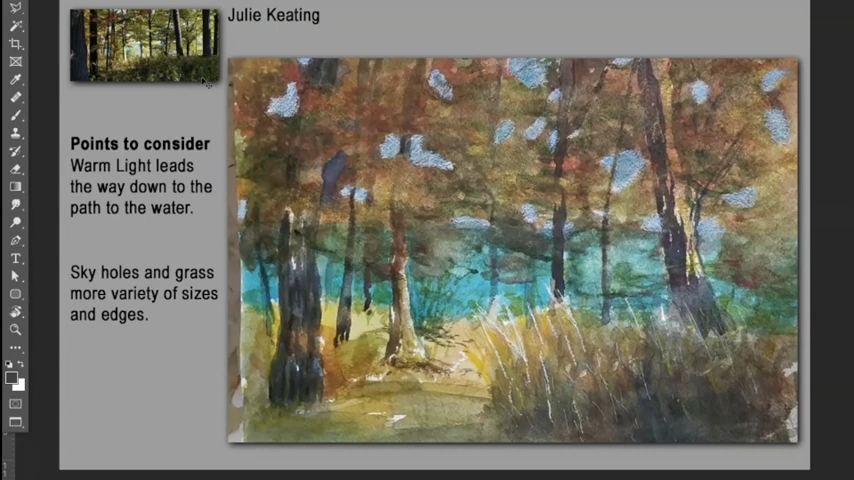 Julie Keating
Points to consider
Warm Light leads
the way down to the
path to the water.
Sky holes and grass
more variety of sizes
and edges.